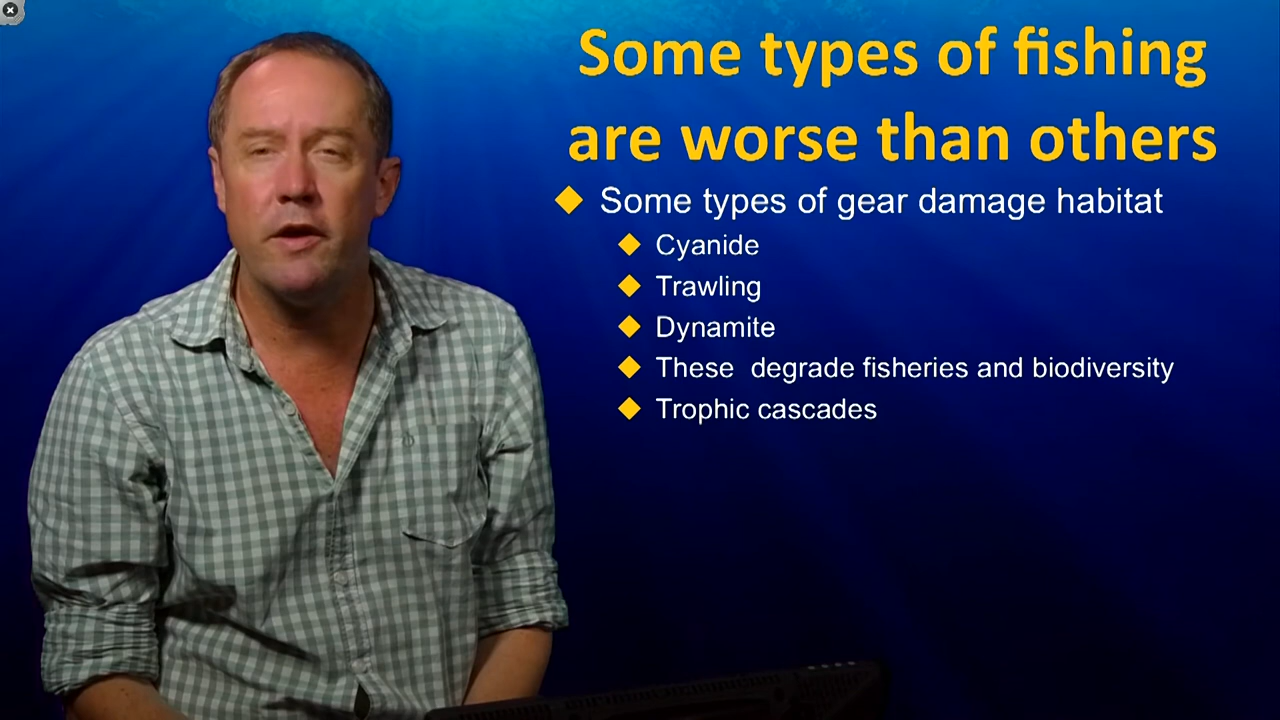 Some types of fishing
are worse than others
Some types of gear damage habitat
Cyanide
Trawling
Dynamite
These  degrade fisheries and biodiversity
Trophic cascades